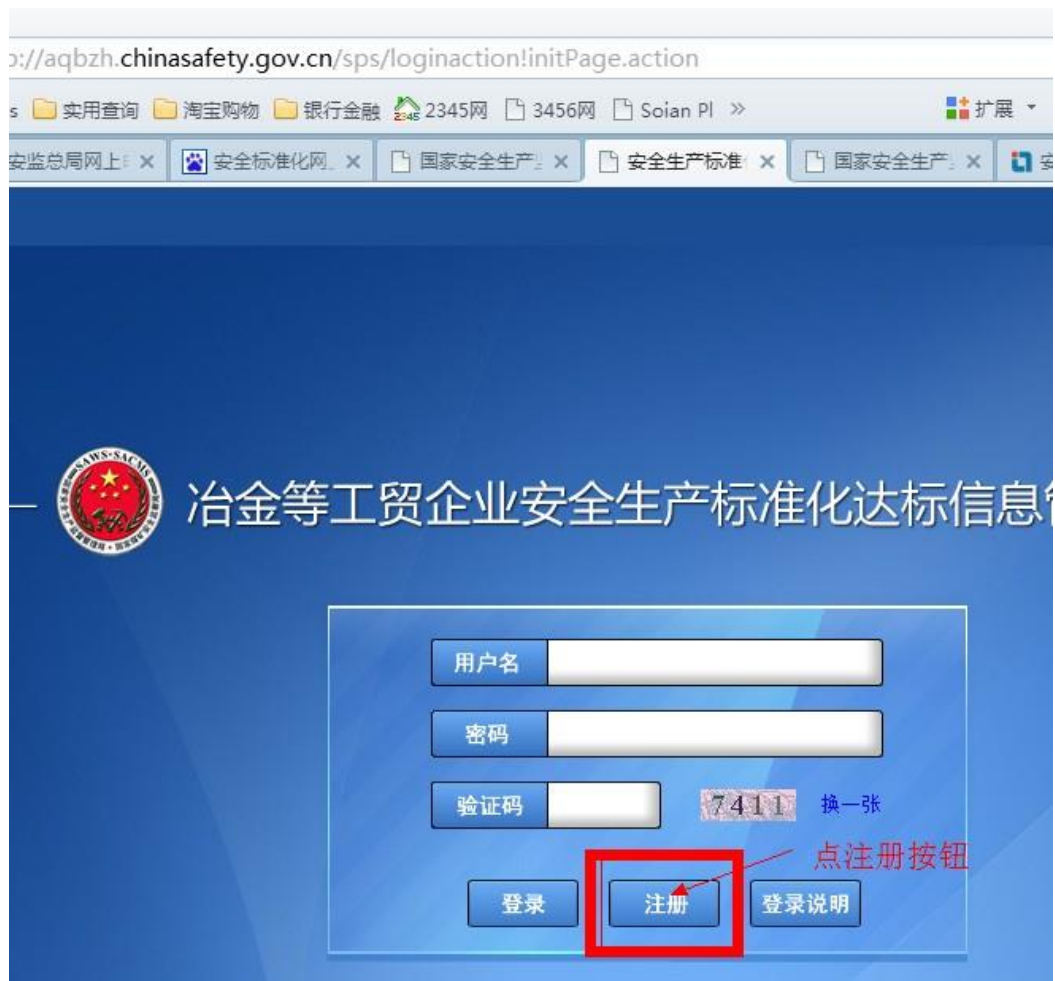 p://aqbzh.chinasafety.gov.cn/sps/loginaction!initPage.action
s 实用查询 淘宝购物 银行金融 2345网 3456网 Soian Pl » 扩展
安监总局网上 安全标准化网 国家安全生产 安全生产标准 国家安全生产 安
SAWS·SACMS
冶金等工贸企业安全生产标准化达标信息
用户名
密码
验证码 7411 换一张
点注册按钮
登录 注册 登录说明